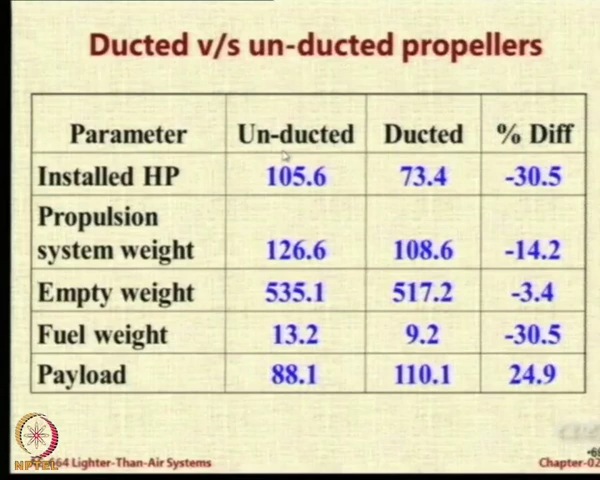 Ducted v/s un-ducted propellers
Parameter Un-ducted Ducted % Diff
Installed HP 105.6 73.4 -30.5
Propulsion
system weight 126.6 108.6 -14.2
Empty weight 535.1 517.2 -3.4
Fuel weight 13.2 9.2 -30.5
Payload 88.1 110.1 24.9
NPTEL
664 Lighter-Than-Air Systems
Chapter-02